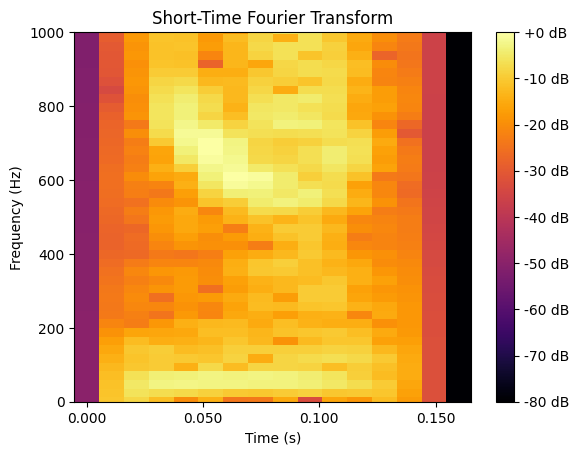 Short-Time Fourier Transform
1000
800
600
400
200
0
Frequency (Hz)
0.000
0.050
0.100
0.150
Time (s)
+0 dB
-10 dB
-20 dB
-30 dB
-40 dB
-50 dB
-60 dB
-70 dB
-80 dB